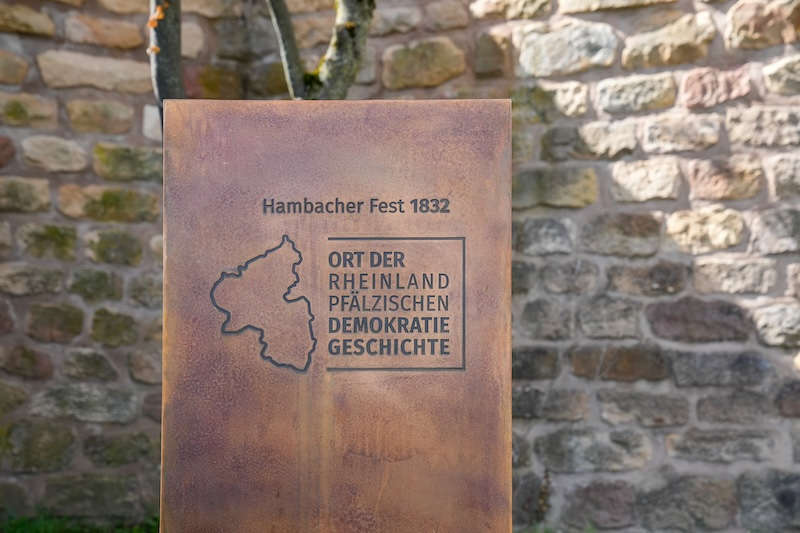 Hambacher Fest 1832
ORT DER
RHEINLAND
PFÄLZISCHEN
DEMOKRATIE
GESCHICHTE